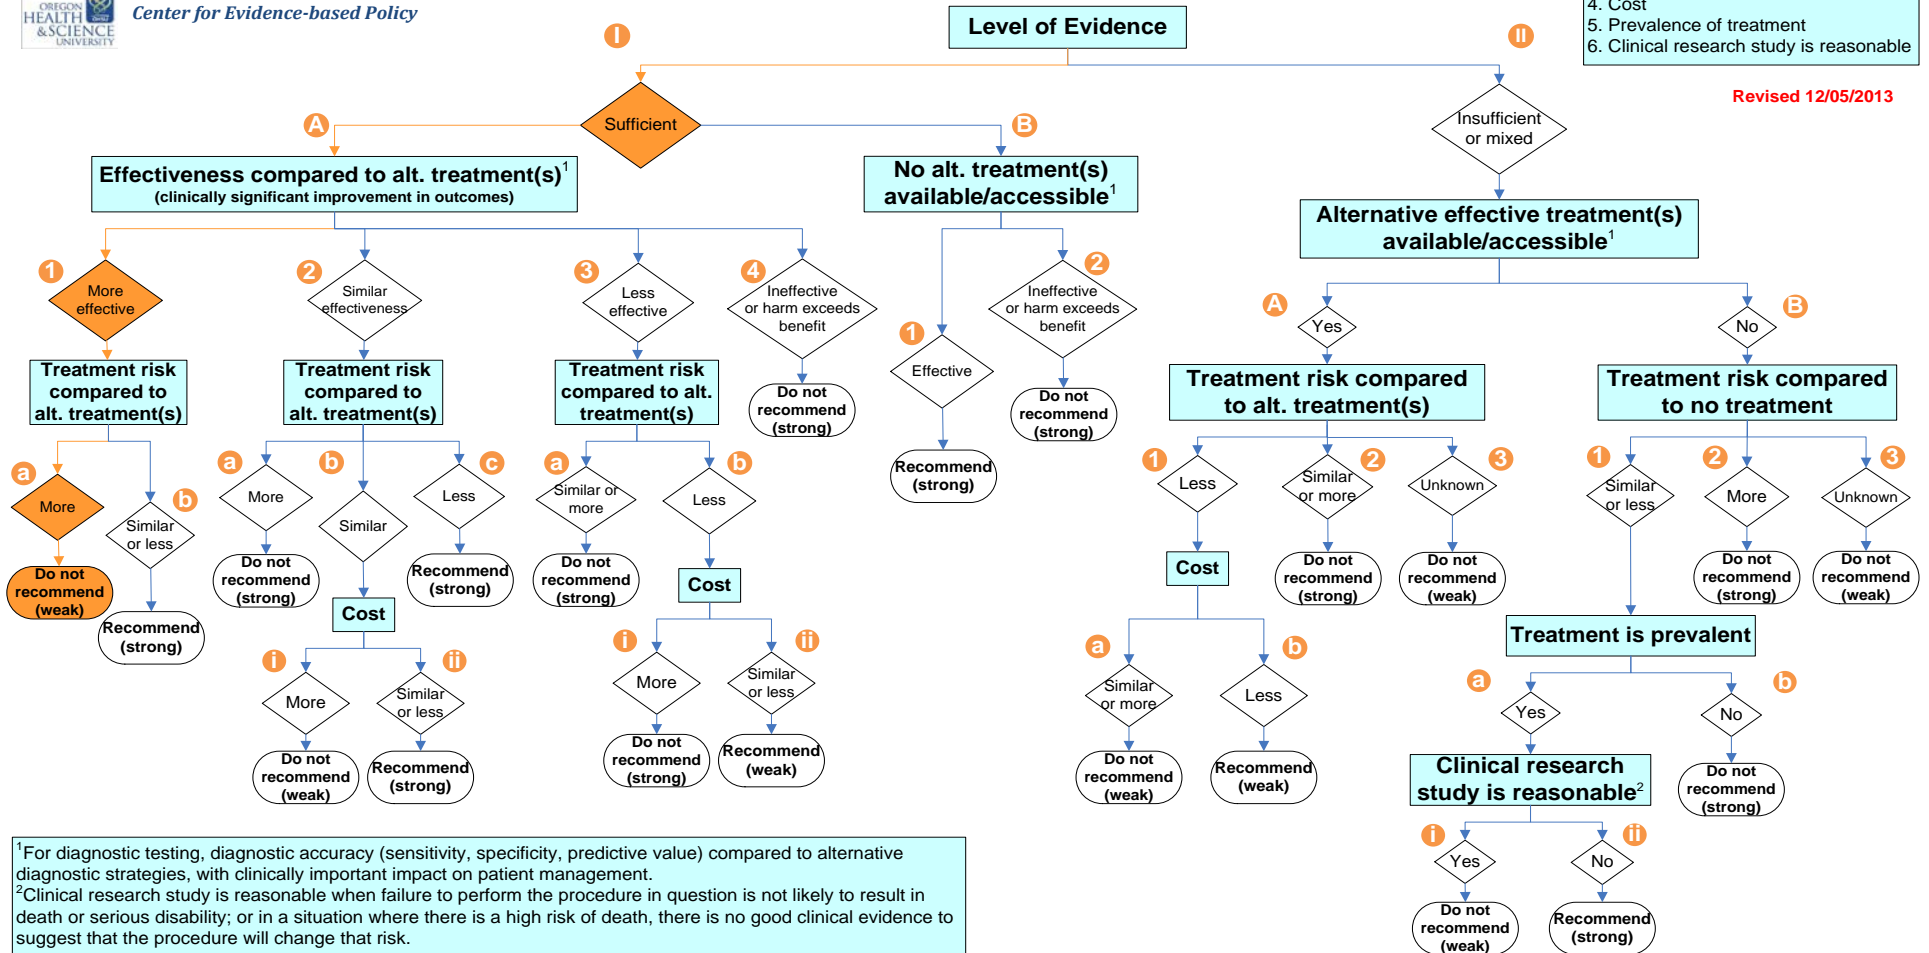 OREGON
HEALTH
&SCIENCE
UNIVERSITY
Center for Evidence-based Policy
4. Cost
5. Prevalence of treatment
6. Clinical research study is reasonable
Revised 12/05/2013
Level of Evidence
I
II
Sufficient
Insufficient
or mixed
A
B
Effectiveness compared to alt. treatment(s)1
(clinically significant improvement in outcomes)
No alt. treatment(s)
available/accessible1
Alternative effective treatment(s)
available/accessible1
1
More
effective
2
Similar
effectiveness
3
Less
effective
4
Ineffective
or harm exceeds
benefit
1
Effective
2
Ineffective
or harm exceeds
benefit
A
Yes
B
No
Treatment risk
compared to
alt. treatment(s)
Treatment risk
compared to
alt. treatment(s)
Treatment risk
compared to alt.
treatment(s)
Do not
recommend
(strong)
Recommend
(strong)
Do not
recommend
(strong)
Treatment risk compared
to alt. treatment(s)
Treatment risk compared
to no treatment
a
More
b
Similar
or less
a
More
b
Similar
c
Less
a
Similar or
more
b
Less
1
Less
2
Similar
or more
3
Unknown
1
Similar
or less
2
More
3
Unknown
Do not
recommend
(weak)
Recommend
(strong)
Do not
recommend
(strong)
Cost
Recommend
(strong)
Do not
recommend
(strong)
Cost
Cost
Do not
recommend
(strong)
Do not
recommend
(weak)
Treatment is prevalent
Do not
recommend
(strong)
Do not
recommend
(weak)
i
More
ii
Similar
or less
i
More
ii
Similar
or less
a
Similar
or more
b
Less
a
Yes
b
No
Do not
recommend
(weak)
Recommend
(strong)
Do not
recommend
(strong)
Recommend
(weak)
Do not
recommend
(weak)
Recommend
(weak)
Clinical research
study is reasonable2
Do not
recommend
(strong)
i
Yes
ii
No
Do not
recommend
(weak)
Recommend
(strong)
1For diagnostic testing, diagnostic accuracy (sensitivity, specificity, predictive value) compared to alternative
diagnostic strategies, with clinically important impact on patient management.
2Clinical research study is reasonable when failure to perform the procedure in question is not likely to result in
death or serious disability; or in a situation where there is a high risk of death, there is no good clinical evidence to
suggest that the procedure will change that risk.